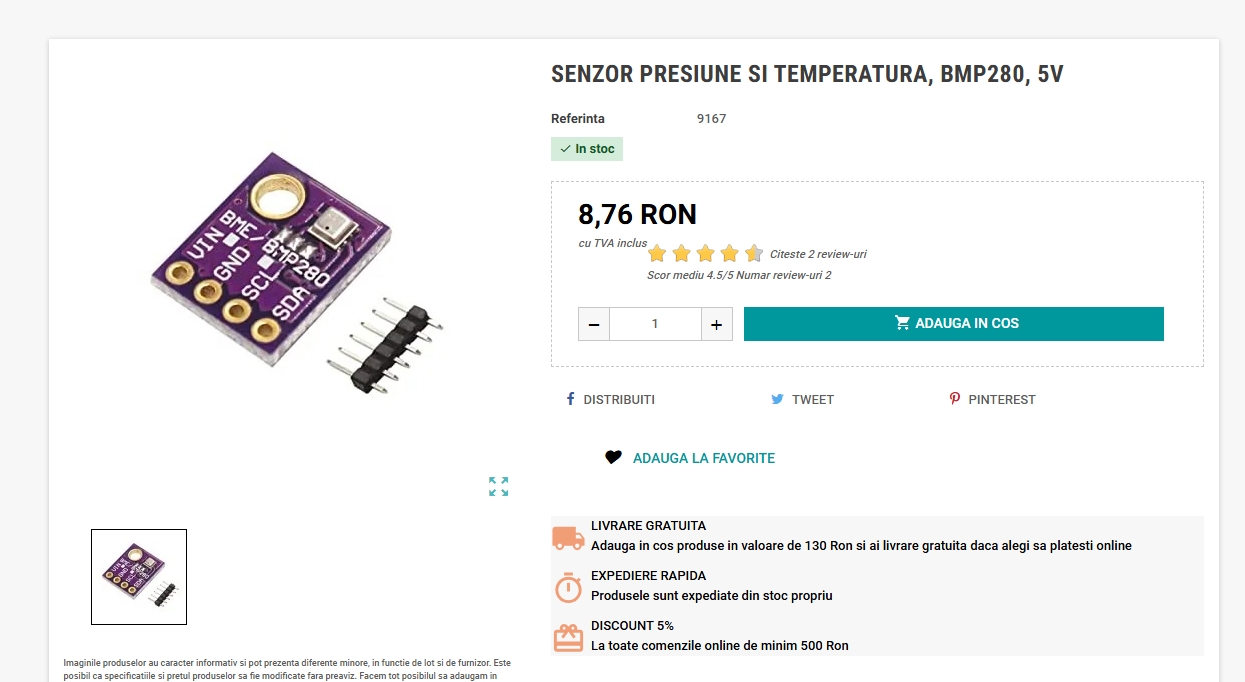 SENZOR PRESIUNE SI TEMPERATURA, BMP280, 5V
Referinta 9167
In stoc
8,76 RON
cu TVA inclus
Citeste 2 review-uri
Scor mediu 4.5/5 Numar review-uri 2
− 1 +
ADAUGA IN COS
DISTRIBUITI TWEET PINTEREST
ADAUGA LA FAVORITE
LIVRARE GRATUITA
Adauga in cos produse in valoare de 130 Ron si ai livrare gratuita daca alegi sa platesti online
EXPEDIERE RAPIDA
Produsele sunt expediate din stoc propriu
DISCOUNT 5%
La toate comenzile online de minim 500 Ron
BME/
BMP280
VIN
GND
SCL
SDA
Imaginile produselor au caracter informativ si pot prezenta diferente minore, in functie de lot si de furnizor. Este
posibil ca specificatiile si pretul produselor sa fie modificate fara preaviz. Facem tot posibilul sa adaugam in